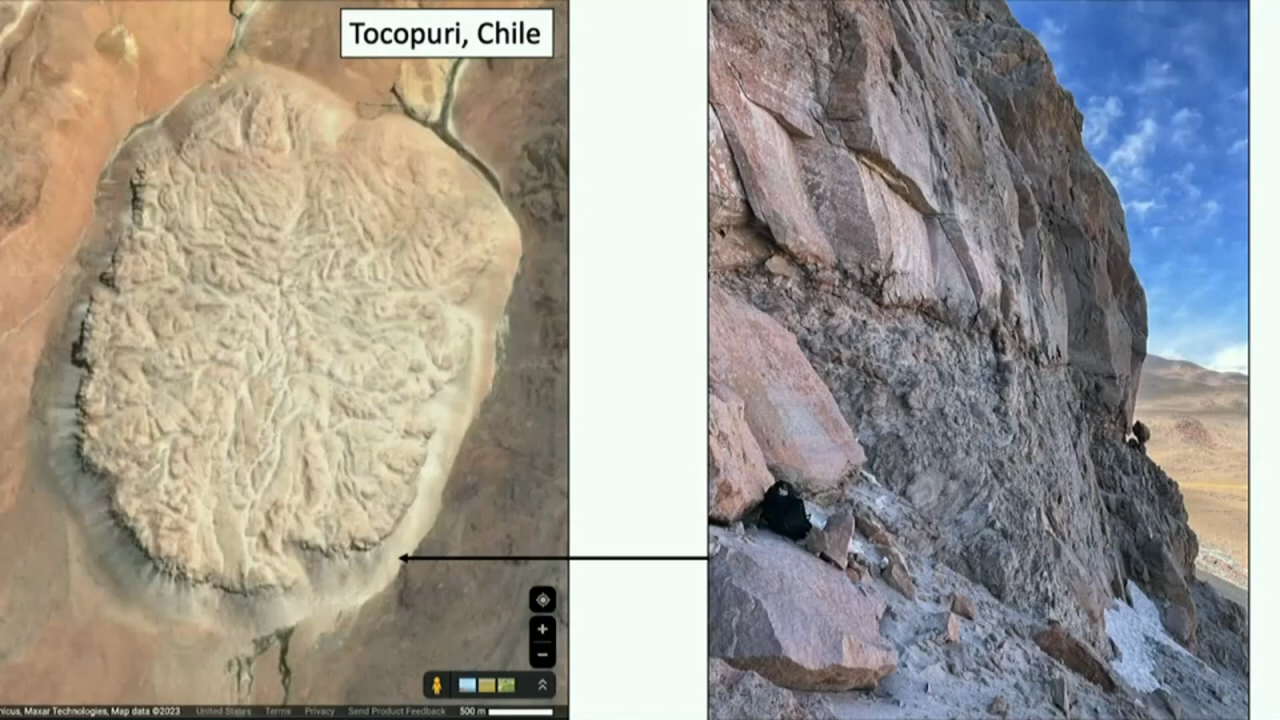 Tocopuri, Chile
nicus, Maxar Technologies, Map data ©2023 United States Terms Privacy Send Product Feedback 500 m